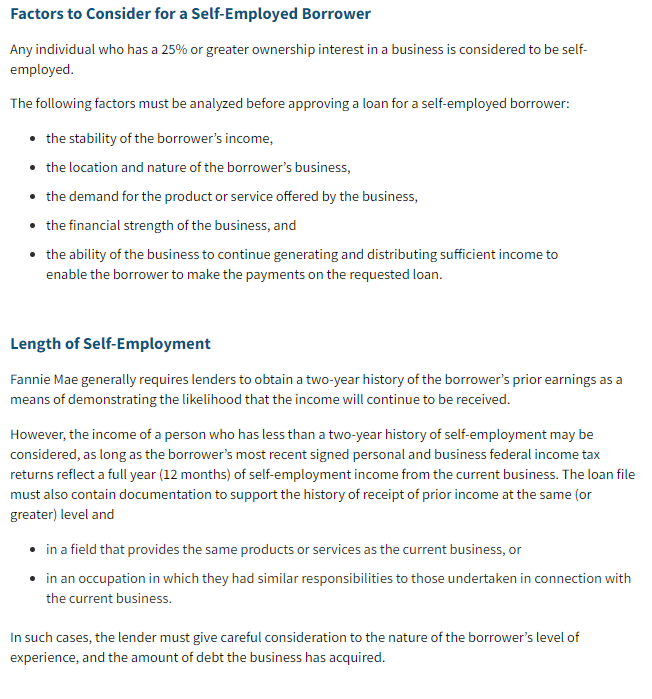 Factors to Consider for a Self-Employed Borrower
Any individual who has a 25% or greater ownership interest in a business is considered to be self-
employed.
The following factors must be analyzed before approving a loan for a self-employed borrower:
• the stability of the borrower’s income,
• the location and nature of the borrower’s business,
• the demand for the product or service offered by the business,
• the financial strength of the business, and
• the ability of the business to continue generating and distributing sufficient income to
enable the borrower to make the payments on the requested loan.
Length of Self-Employment
Fannie Mae generally requires lenders to obtain a two-year history of the borrower’s prior earnings as a
means of demonstrating the likelihood that the income will continue to be received.
However, the income of a person who has less than a two-year history of self-employment may be
considered, as long as the borrower’s most recent signed personal and business federal income tax
returns reflect a full year (12 months) of self-employment income from the current business. The loan file
must also contain documentation to support the history of receipt of prior income at the same (or
greater) level and
• in a field that provides the same products or services as the current business, or
• in an occupation in which they had similar responsibilities to those undertaken in connection with
the current business.
In such cases, the lender must give careful consideration to the nature of the borrower’s level of
experience, and the amount of debt the business has acquired.